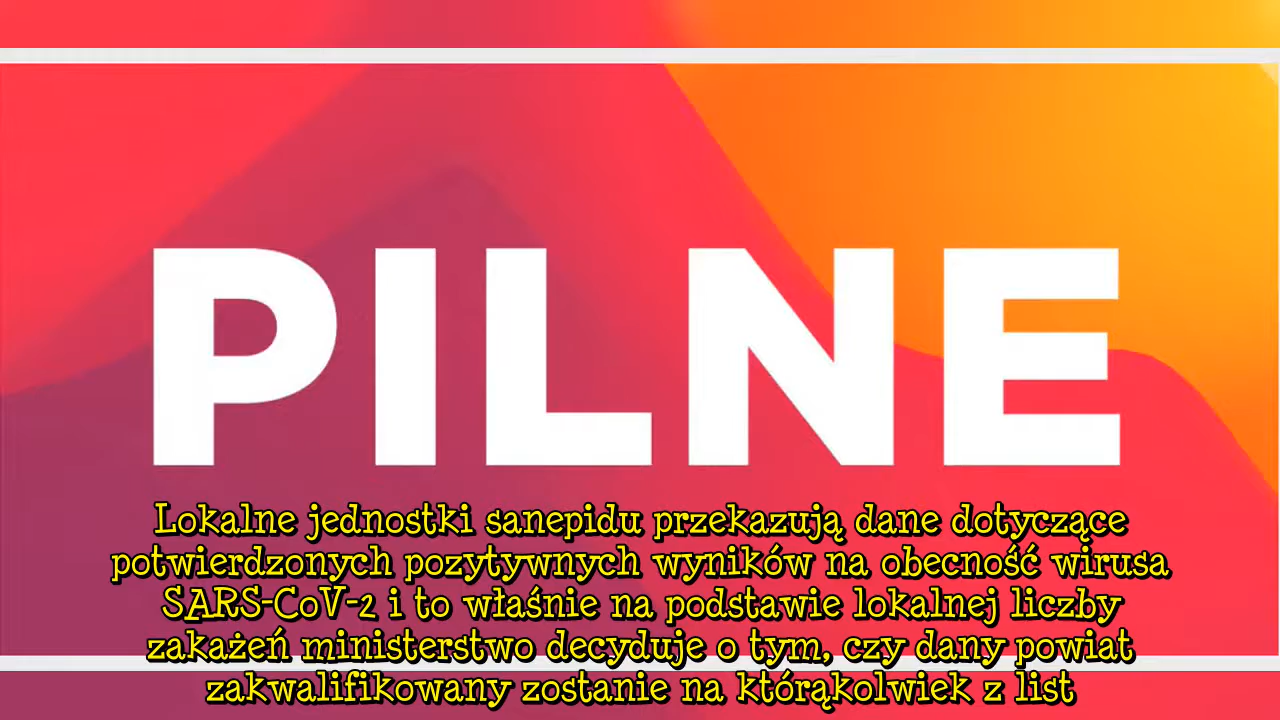 PILNE
Lokalne jednostki sanepidu przekazują dane dotyczące
potwierdzonych pozytywnych wyników na obecność wirusa
SARS-CoV-2 i to właśnie na podstawie lokalnej liczby
zakażeń ministerstwo decyduje o tym, czy dany powiat
zakwalifikowany zostanie na którąkolwiek z list